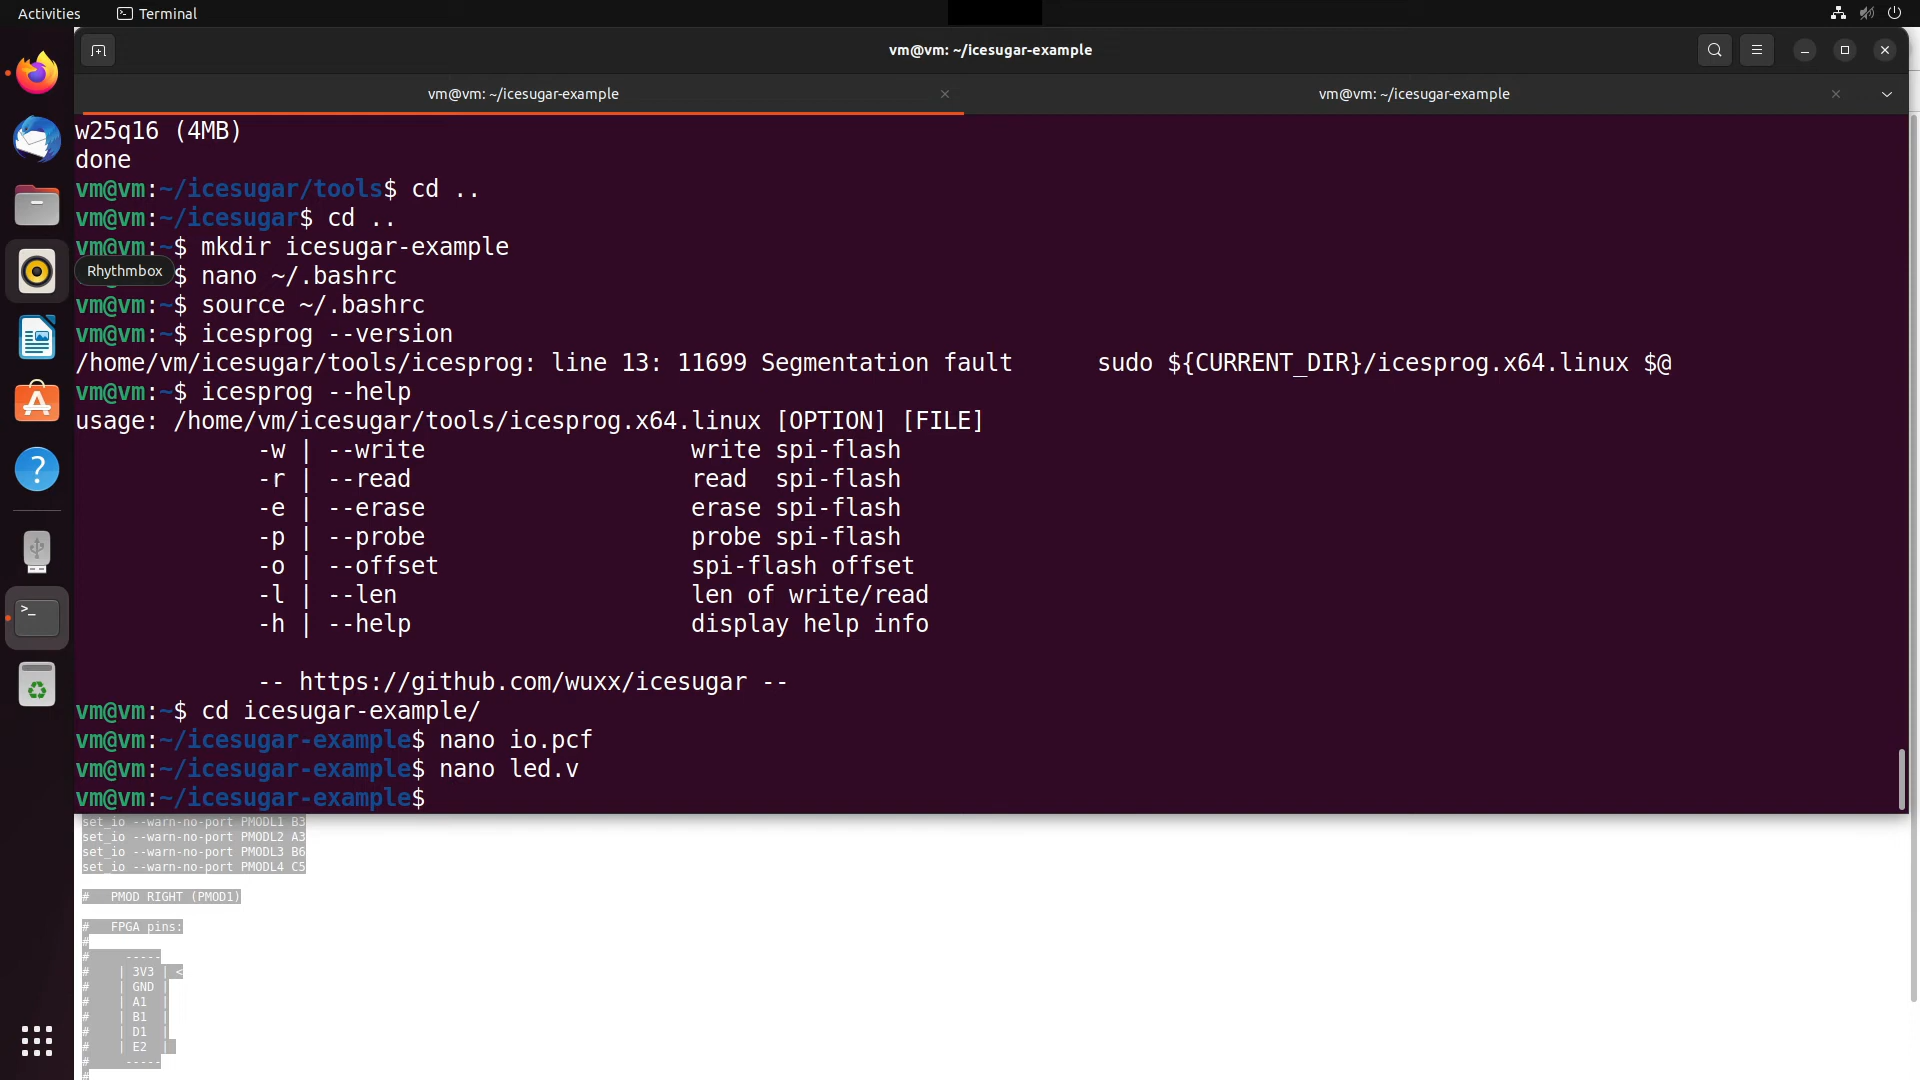 Activities
Terminal
vm@vm: ~/icesugar-example
vm@vm: ~/icesugar-example
vm@vm: ~/icesugar-example
w25q16 (4MB)
done
vm@vm:~/icesugar/tools$ cd ..
vm@vm:~/icesugar$ cd ..
vm@vm:~$ mkdir icesugar-example
Rhythmbox
$ nano ~/.bashrc
vm@vm:~$ source ~/.bashrc
vm@vm:~$ icesprog --version
/home/vm/icesugar/tools/icesprog: line 13: 11699 Segmentation fault      sudo ${CURRENT_DIR}/icesprog.x64.linux $@
vm@vm:~$ icesprog --help
usage: /home/vm/icesugar/tools/icesprog.x64.linux [OPTION] [FILE]
-w | --write                   write spi-flash
-r | --read                    read  spi-flash
-e | --erase                   erase spi-flash
-p | --probe                   probe spi-flash
-o | --offset                  spi-flash offset
-l | --len                     len of write/read
-h | --help                    display help info
-- https://github.com/wuxx/icesugar --
vm@vm:~$ cd icesugar-example/
vm@vm:~/icesugar-example$ nano io.pcf
vm@vm:~/icesugar-example$ nano led.v
vm@vm:~/icesugar-example$
set_io --warn-no-port PMODL1 B3
set_io --warn-no-port PMODL2 A3
set_io --warn-no-port PMODL3 B6
set_io --warn-no-port PMODL4 C5
#   PMOD RIGHT (PMOD1)
#   FPGA pins:
#
#     -----
#    | 3V3 | <
#    | GND |
#    | A1  |
#    | B1  |
#    | D1  |
#    | E2  |
#     -----
#